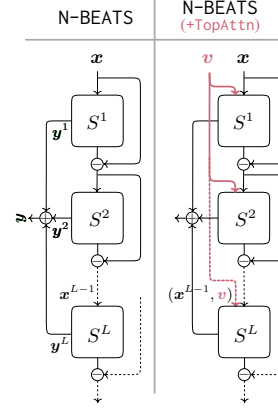 N-BEATS
N-BEATS
(+TopAttn)
x
v
x
S¹
y¹
S¹
S²
y
y²
S²
x^{L−1}
(x^{L−1}, v)
S^L
y^L
S^L